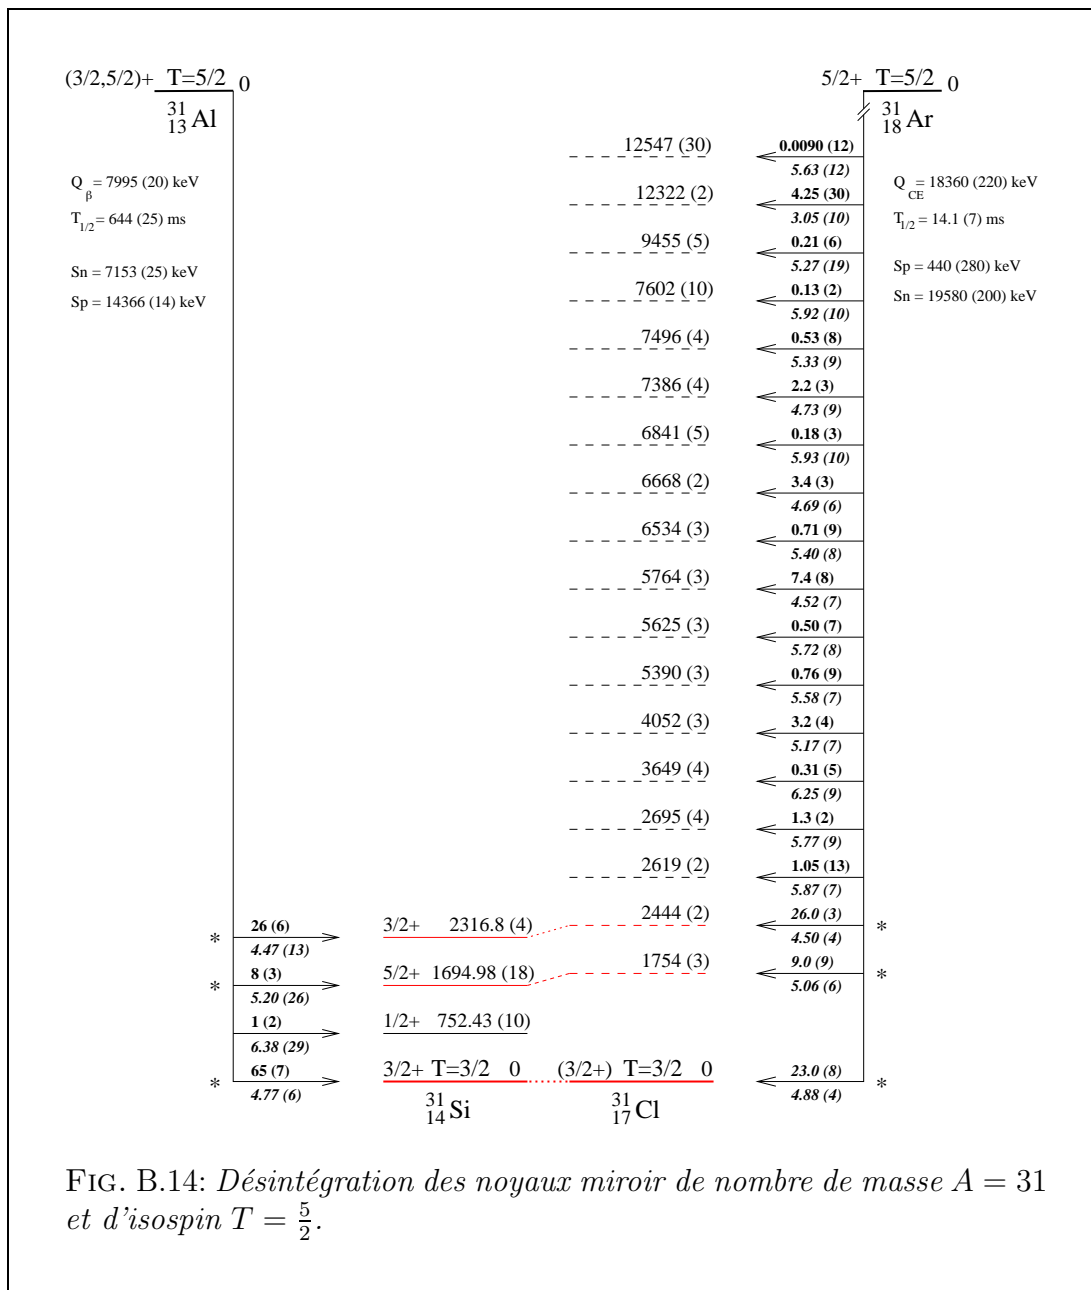 (3/2,5/2)+ T=5/2 0 5/2+ T=5/2 0
31 13 Al 31 18 Ar
12547 (30) 0.0090 (12)
5.63 (12)
Qβ = 7995 (20) keV QCE = 18360 (220) keV
12322 (2) 4.25 (30)
3.05 (10)
T1/2 = 644 (25) ms T1/2 = 14.1 (7) ms
9455 (5) 0.21 (6)
5.27 (19)
Sn = 7153 (25) keV Sp = 440 (280) keV
7602 (10) 0.13 (2)
Sp = 14366 (14) keV Sn = 19580 (200) keV
5.92 (10)
7496 (4) 0.53 (8)
5.33 (9)
7386 (4) 2.2 (3)
4.73 (9)
6841 (5) 0.18 (3)
5.93 (10)
6668 (2) 3.4 (3)
4.69 (6)
6534 (3) 0.71 (9)
5.40 (8)
5764 (3) 7.4 (8)
4.52 (7)
5625 (3) 0.50 (7)
5.72 (8)
5390 (3) 0.76 (9)
5.58 (7)
4052 (3) 3.2 (4)
5.17 (7)
3649 (4) 0.31 (5)
6.25 (9)
2695 (4) 1.3 (2)
5.77 (9)
2619 (2) 1.05 (13)
5.87 (7)
26 (6) 3/2+ 2316.8 (4) 2444 (2) 26.0 (3)
* 4.47 (13) 4.50 (4) *
8 (3) 5/2+ 1694.98 (18) 1754 (3) 9.0 (9)
* 5.20 (26) 5.06 (6) *
1 (2) 1/2+ 752.43 (10)
6.38 (29)
65 (7) 3/2+ T=3/2 0 (3/2+) T=3/2 0 23.0 (8)
* 4.77 (6) 4.88 (4) *
31 14 Si 31 17 Cl
FIG. B.14: Désintégration des noyaux miroir de nombre de masse A = 31
et d'isospin T = 5/2.